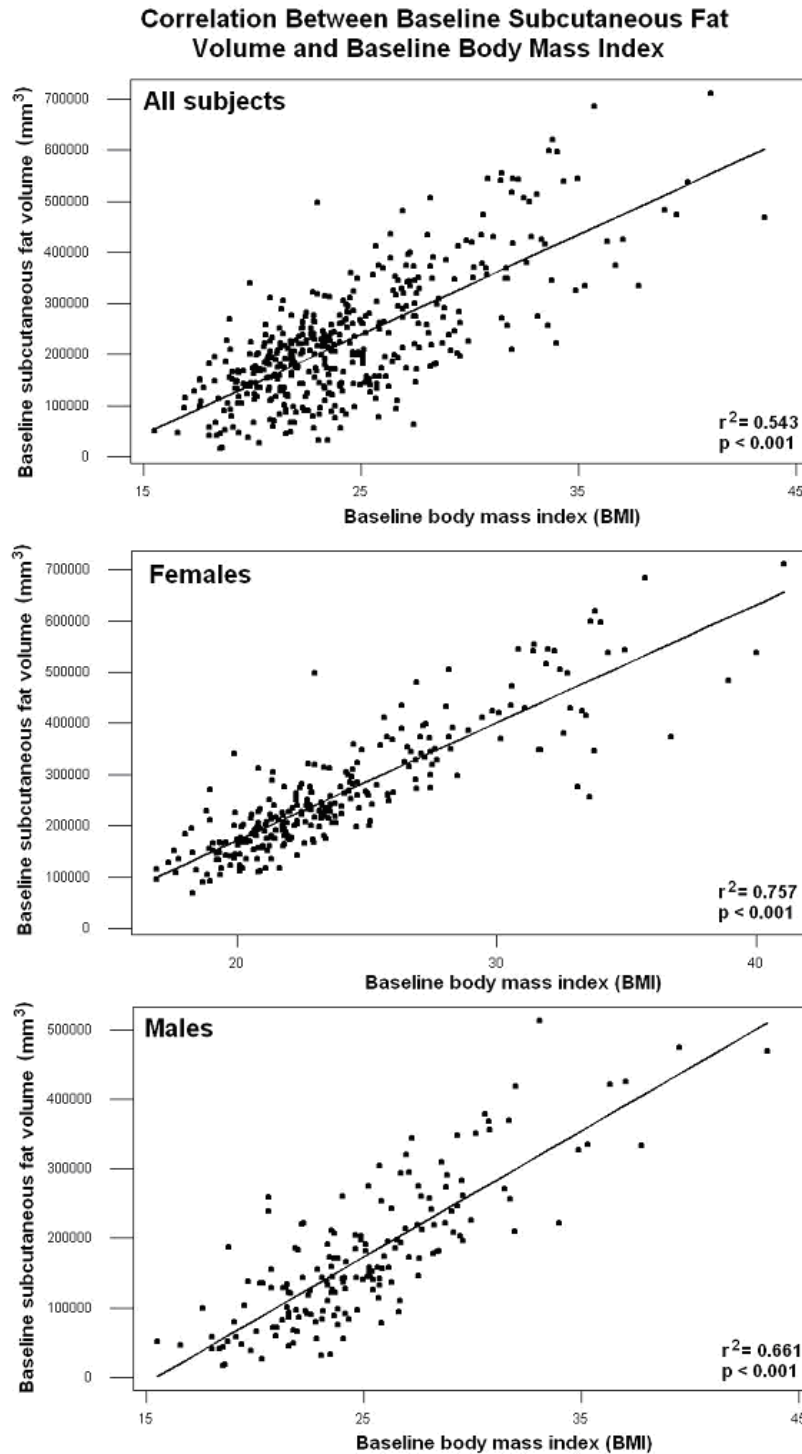 Correlation Between Baseline Subcutaneous Fat
Volume and Baseline Body Mass Index
All subjects
Baseline subcutaneous fat volume (mm³)
700000
600000
500000
400000
300000
200000
100000
0
r²= 0.543
p < 0.001
15
25
35
45
Baseline body mass index (BMI)
Females
Baseline subcutaneous fat volume (mm³)
700000
600000
500000
400000
300000
200000
100000
0
r²= 0.757
p < 0.001
20
30
40
Baseline body mass index (BMI)
Males
Baseline subcutaneous fat volume (mm³)
500000
400000
300000
200000
100000
0
r²= 0.661
p < 0.001
15
25
35
45
Baseline body mass index (BMI)